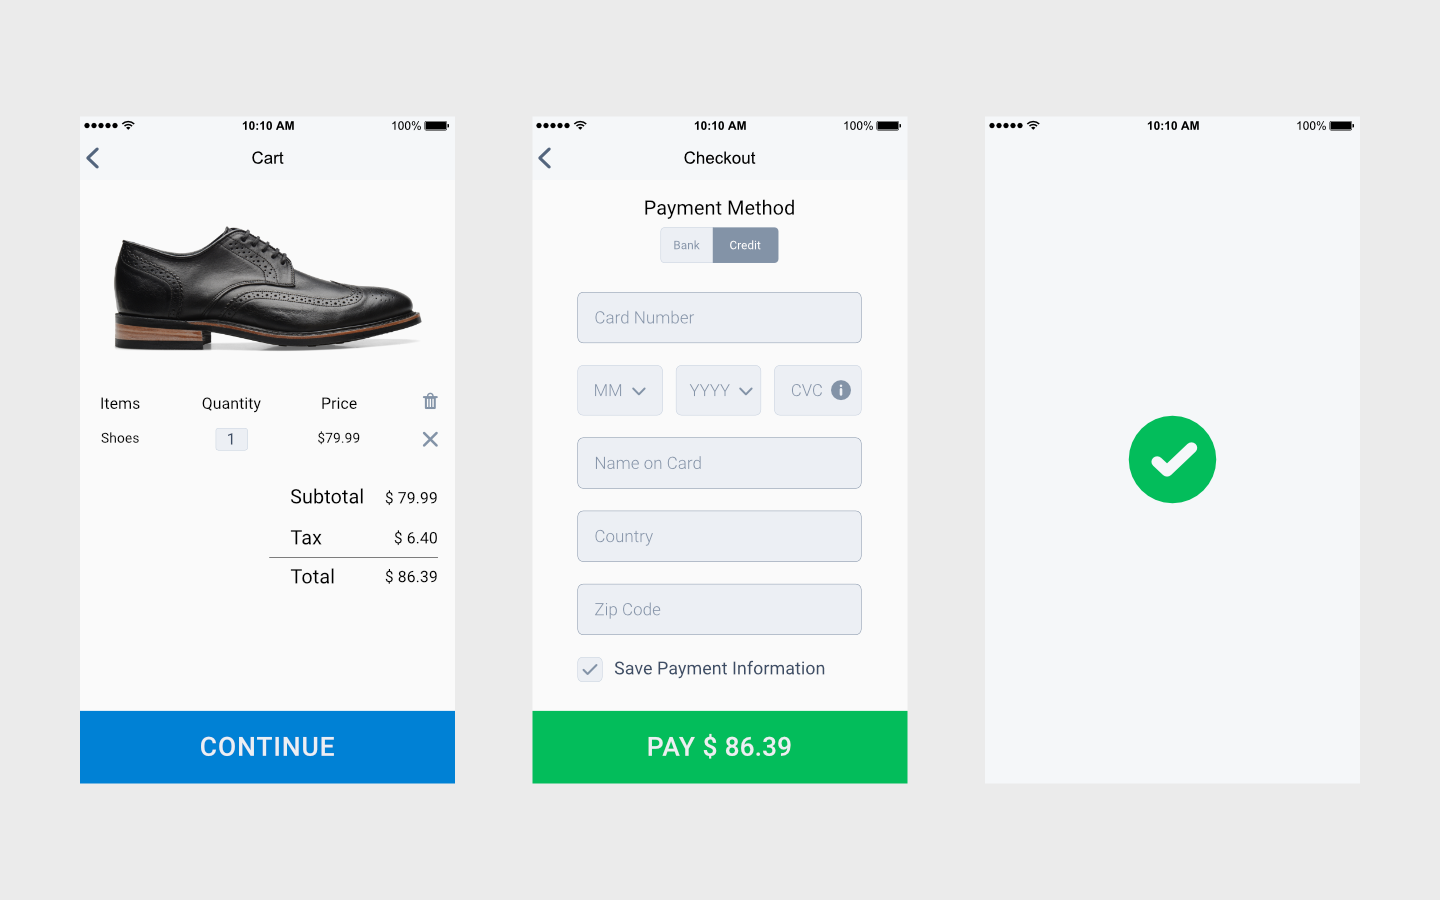 10:10 AM 100%
Cart
Items Quantity Price
Shoes 1 $79.99
Subtotal $ 79.99
Tax $ 6.40
Total $ 86.39
CONTINUE
10:10 AM 100%
Checkout
Payment Method
Bank Credit
Card Number
MM YYYY CVC i
Name on Card
Country
Zip Code
Save Payment Information
PAY $ 86.39
10:10 AM 100%